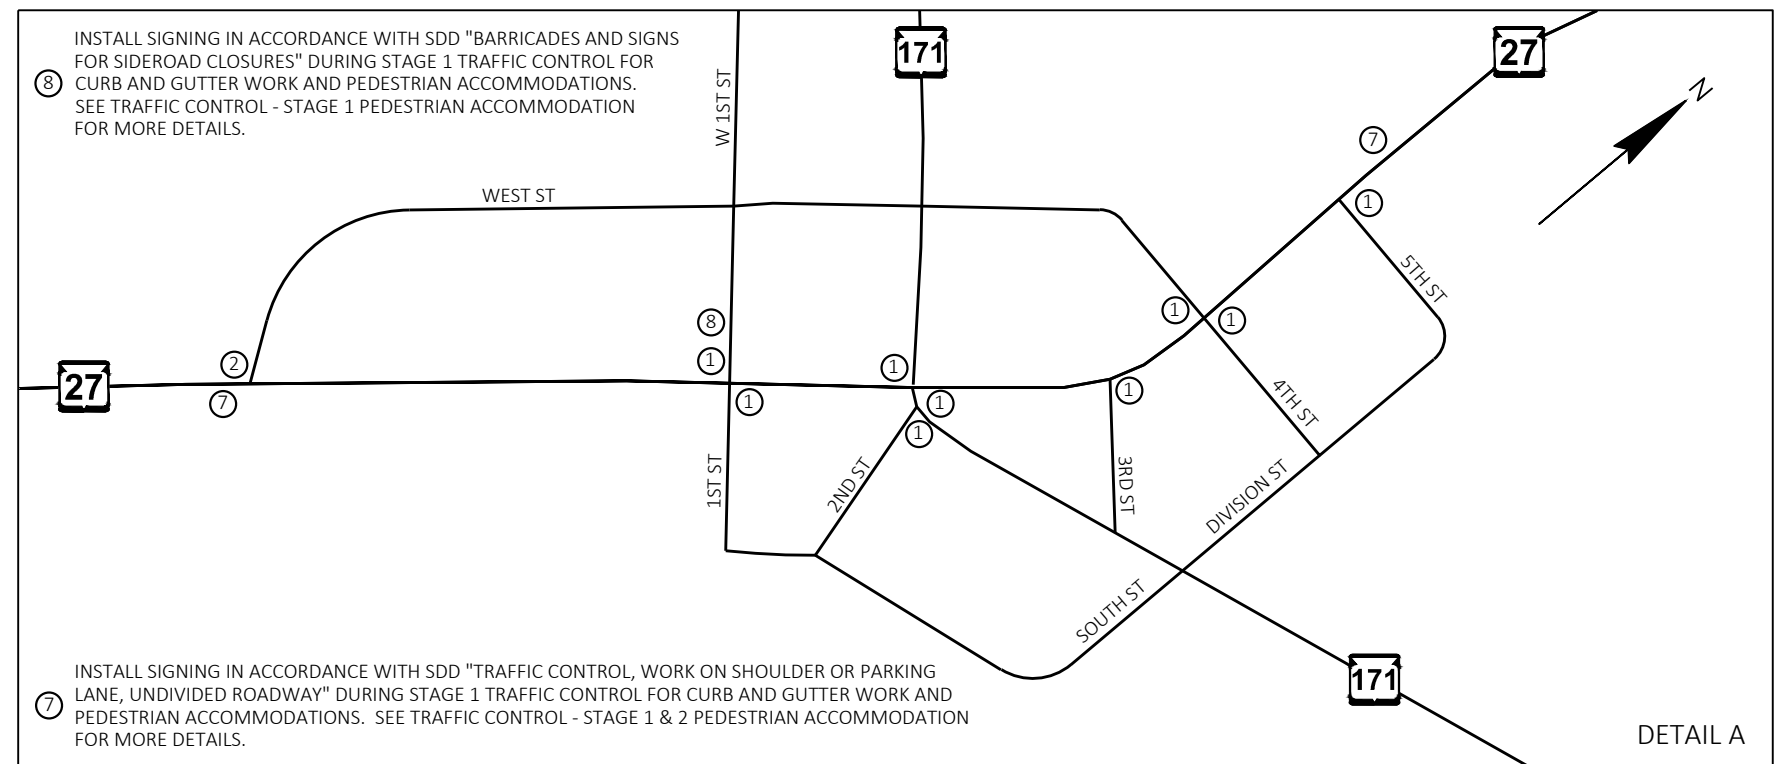 INSTALL SIGNING IN ACCORDANCE WITH SDD "BARRICADES AND SIGNS
FOR SIDEROAD CLOSURES" DURING STAGE 1 TRAFFIC CONTROL FOR
8 CURB AND GUTTER WORK AND PEDESTRIAN ACCOMMODATIONS.
SEE TRAFFIC CONTROL - STAGE 1 PEDESTRIAN ACCOMMODATION
FOR MORE DETAILS.
W 1ST ST
171
27
N
7
WEST ST
1
5TH ST
8
1
1
1
2
1
27
7
1
1
1
1
4TH ST
1ST ST
2ND ST
3RD ST
DIVISION ST
SOUTH ST
171
INSTALL SIGNING IN ACCORDANCE WITH SDD "TRAFFIC CONTROL, WORK ON SHOULDER OR PARKING
7 LANE, UNDIVIDED ROADWAY" DURING STAGE 1 TRAFFIC CONTROL FOR CURB AND GUTTER WORK AND
PEDESTRIAN ACCOMMODATIONS. SEE TRAFFIC CONTROL - STAGE 1 & 2 PEDESTRIAN ACCOMMODATION
FOR MORE DETAILS.
DETAIL A